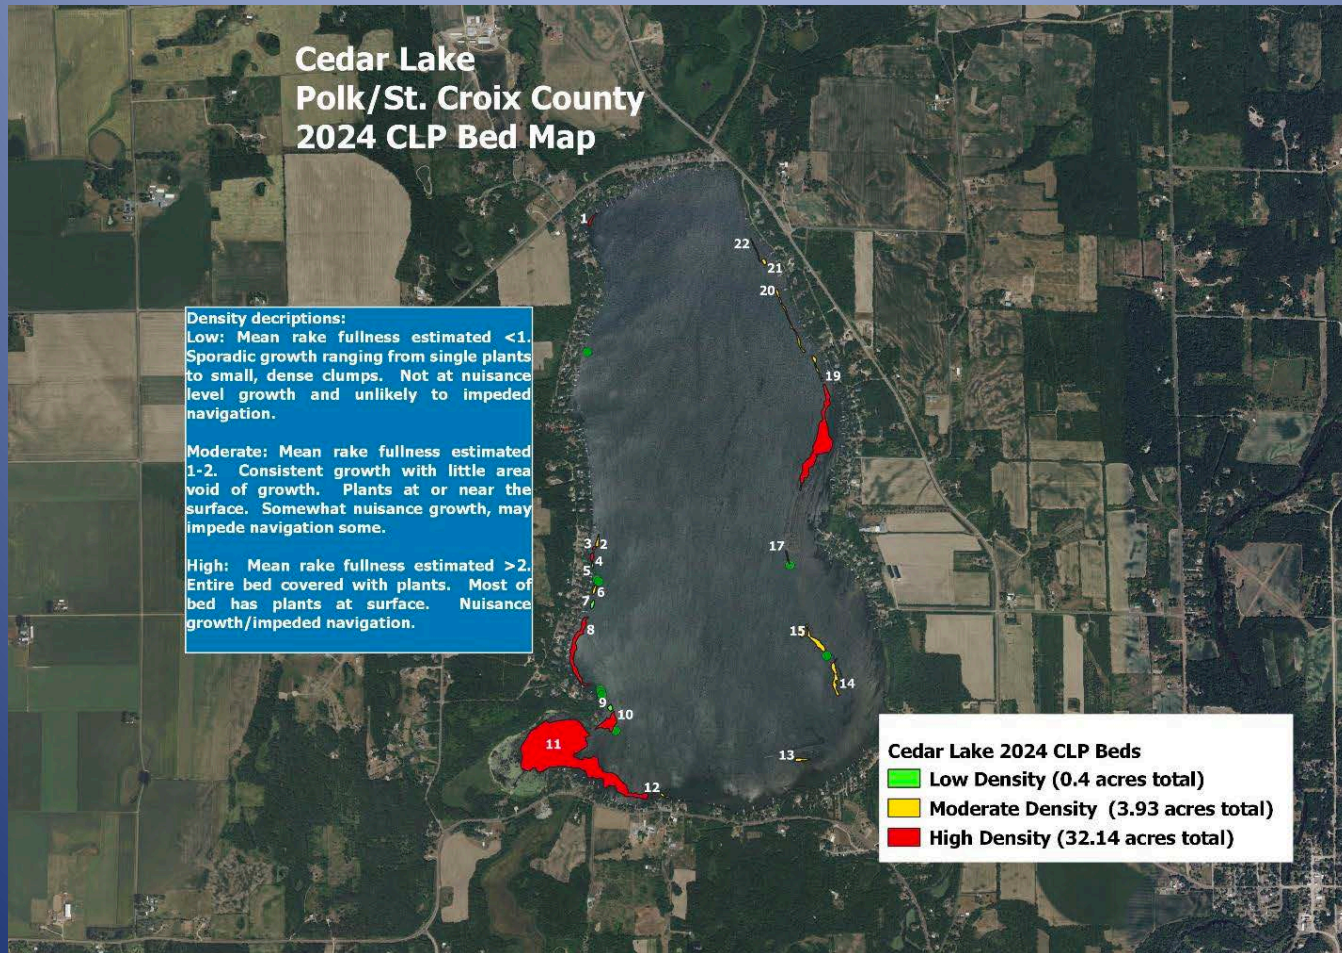 Cedar Lake
Polk/St. Croix County
2024 CLP Bed Map
1
22
21
20
Density decriptions:
Low: Mean rake fullness estimated <1.
Sporadic growth ranging from single plants
to small, dense clumps. Not at nuisance
level growth and unlikely to impeded
navigation.
Moderate: Mean rake fullness estimated
1-2. Consistent growth with little area
void of growth. Plants at or near the
surface. Somewhat nuisance growth, may
impede navigation some.
High: Mean rake fullness estimated >2.
Entire bed covered with plants. Most of
bed has plants at surface. Nuisance
growth/impeded navigation.
19
3 2
17
4
5
6
7
8
15
14
9
10
11
13
12
Cedar Lake 2024 CLP Beds
Low Density (0.4 acres total)
Moderate Density (3.93 acres total)
High Density (32.14 acres total)